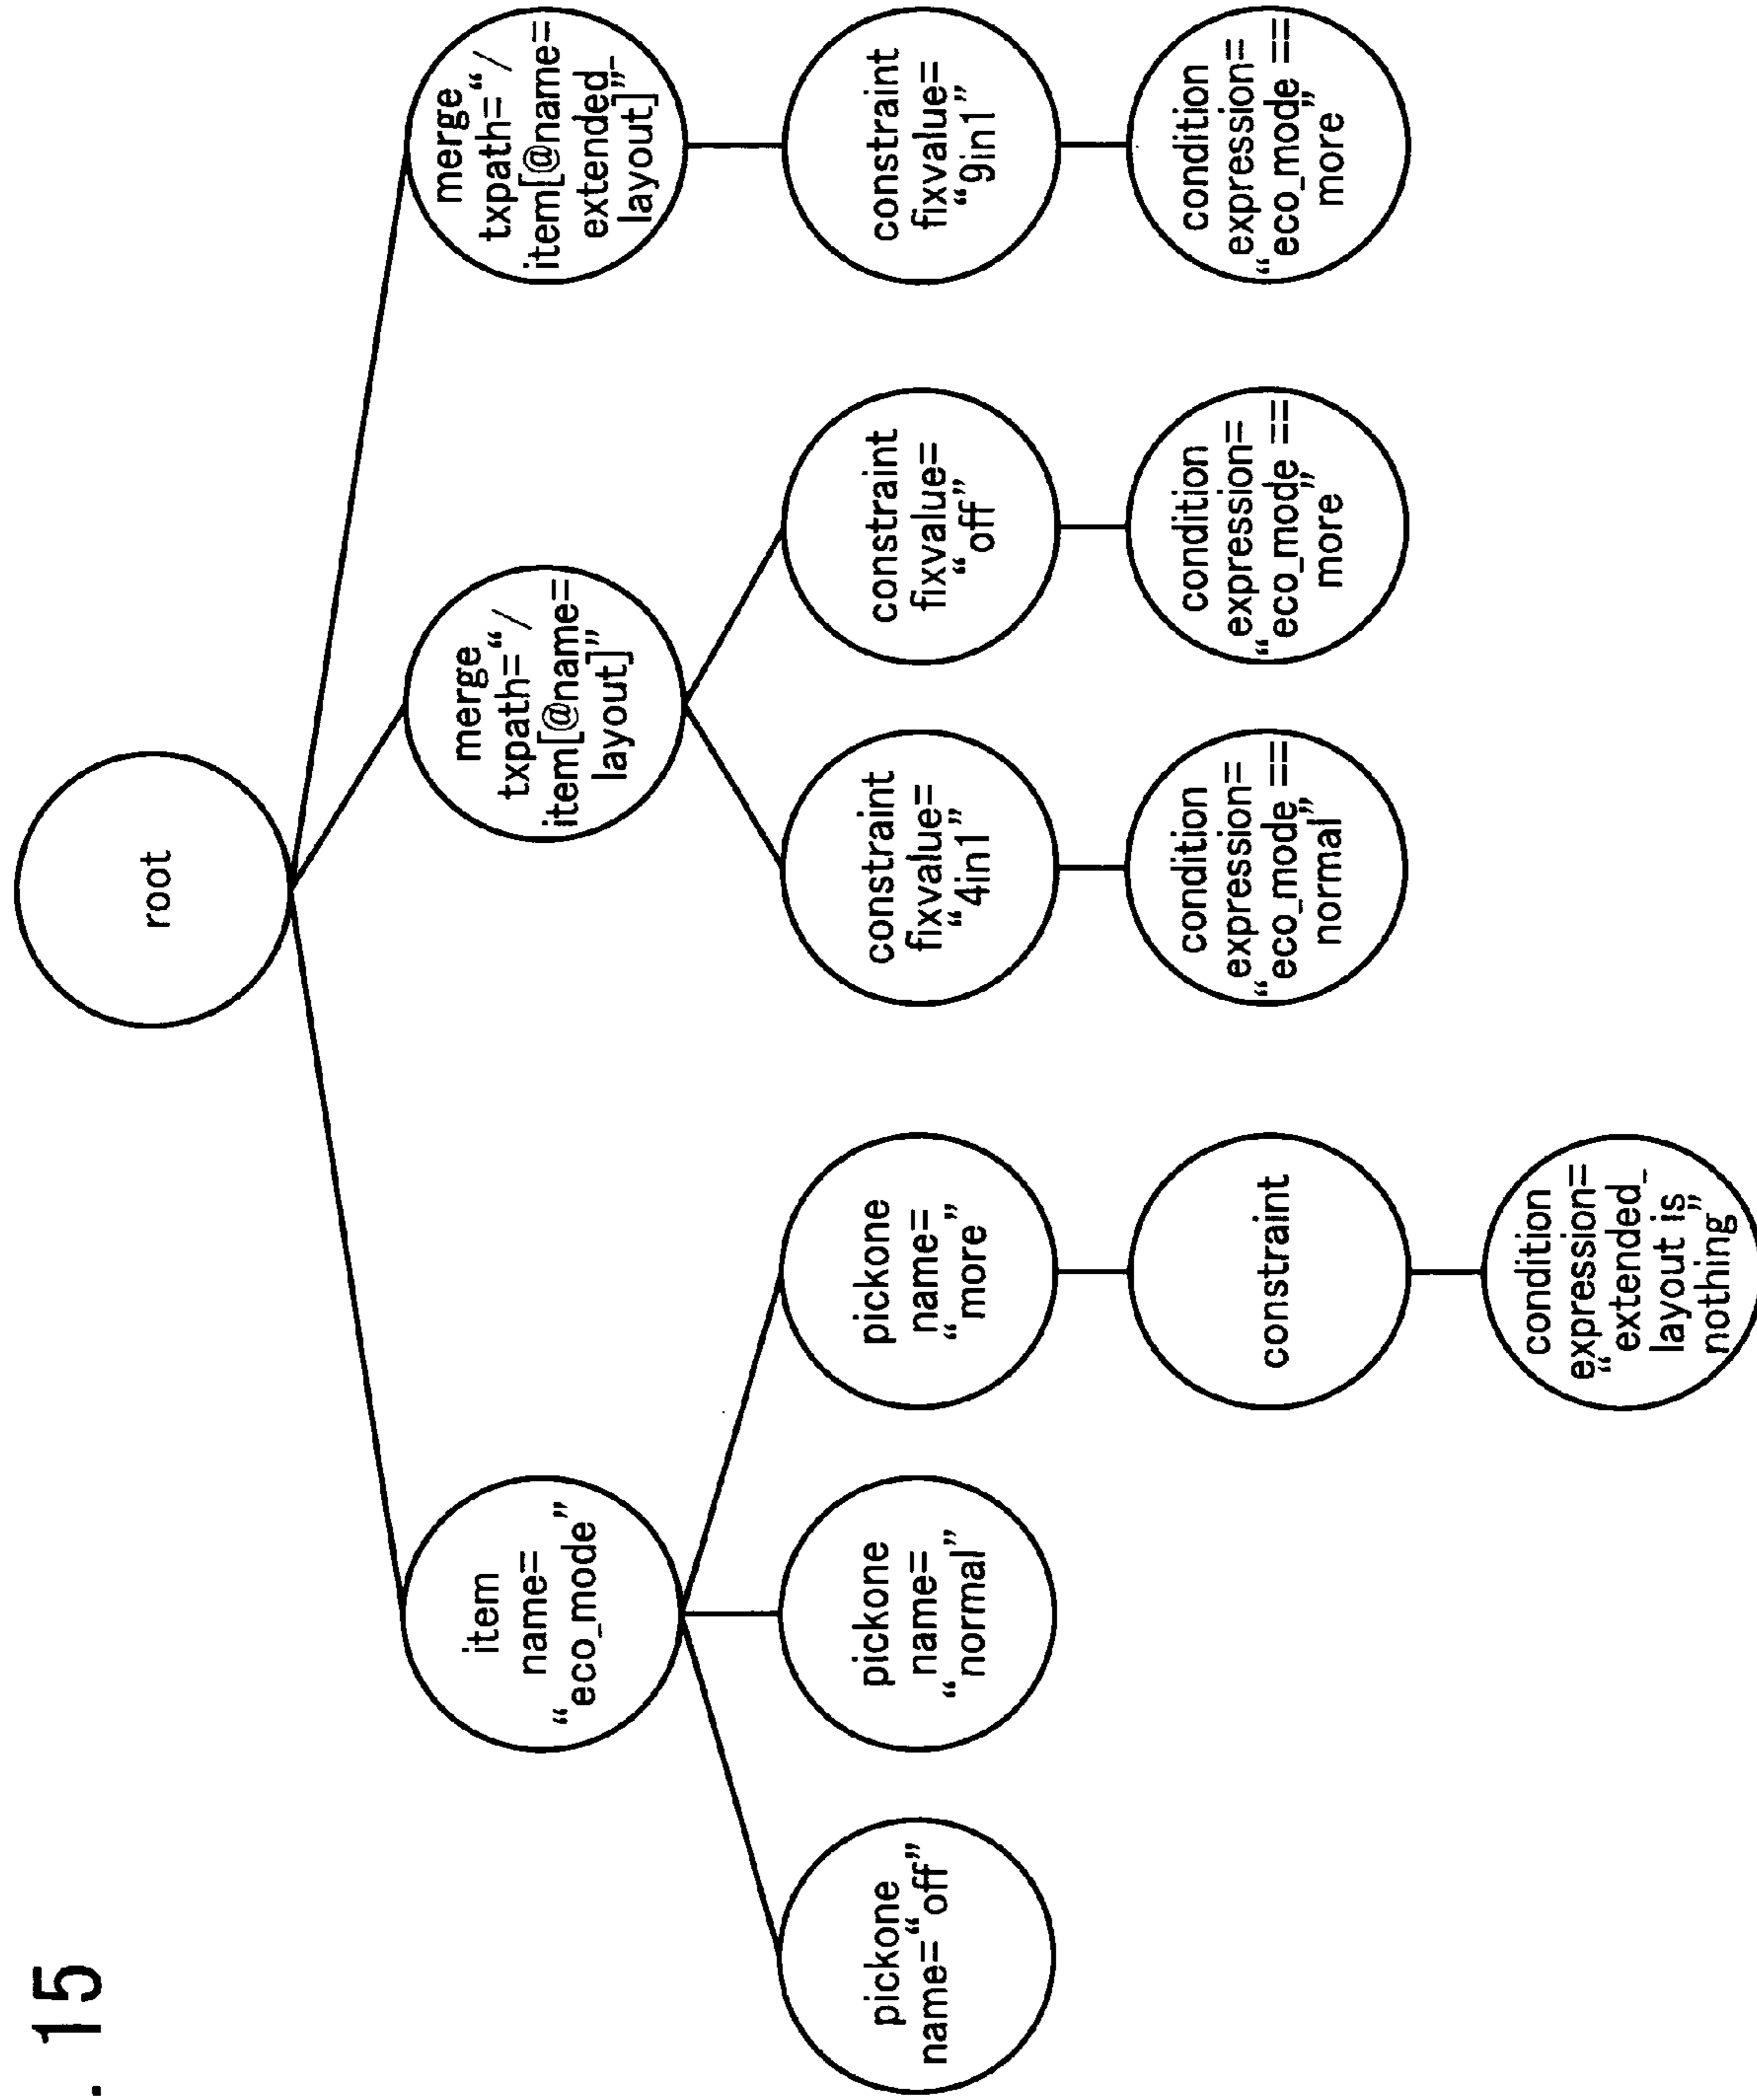 . 15
root
item
name=
“eco_mode”
merge
txpath=“/
item[@name=
layout]”
merge
txpath=“/
item[@name=
extended_
layout]”
pickone
name=“off”
pickone
name=
“normal”
pickone
name=
“more”
constraint
fixvalue=
“4in1”
constraint
fixvalue=
“off”
constraint
fixvalue=
“9in1”
constraint
condition
expression=
“eco_mode ==
normal”
condition
expression=
“eco_mode ==
more”
condition
expression=
“eco_mode ==
more”
condition
expression=
“extended_
layout is
nothing”